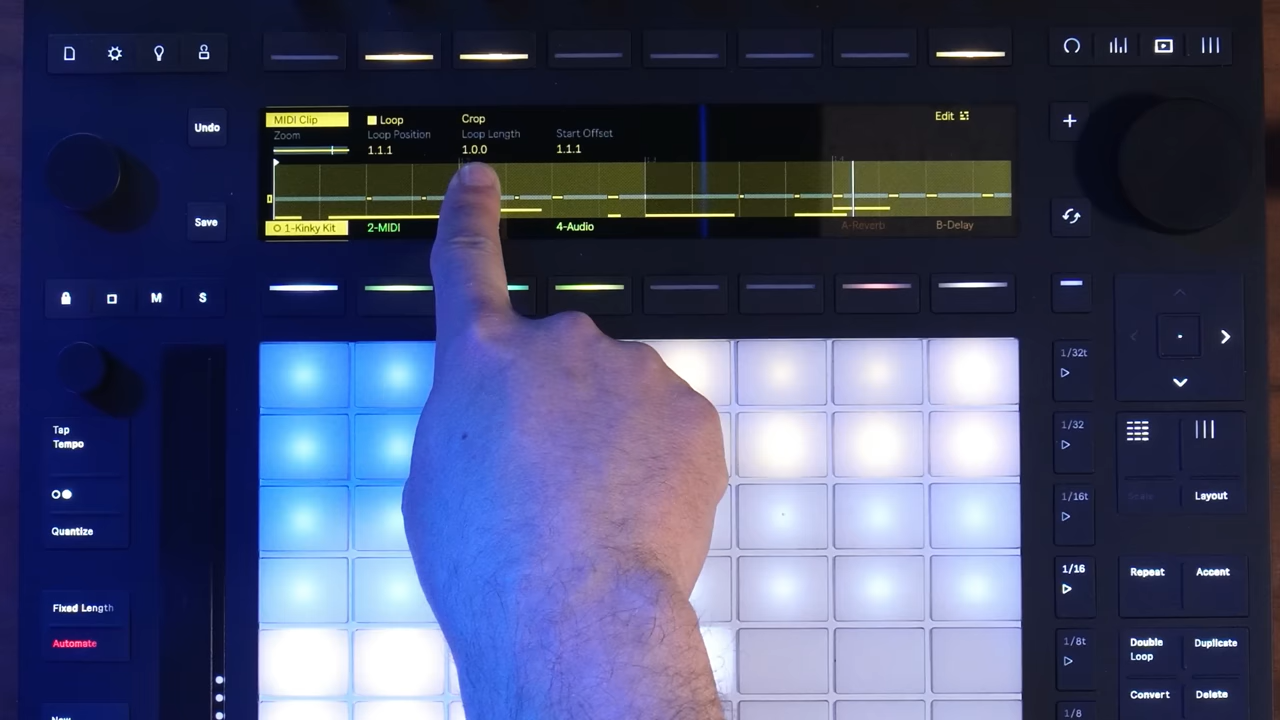 Undo
MIDI Clip
Loop
Crop
Edit
Zoom
Loop Position
Loop Length
Start Offset
1.1.1
1.0.0
1.1.1
Save
1-Kinky Kit
2-MIDI
4-Audio
A-Reverb
B-Delay
M
S
1/32t
Tap
Tempo
1/32
1/16t
Scale
Layout
Quantize
1/16
Repeat
Accent
Fixed Length
Automate
1/8t
Double
Loop
Duplicate
Convert
Delete
New
1/8